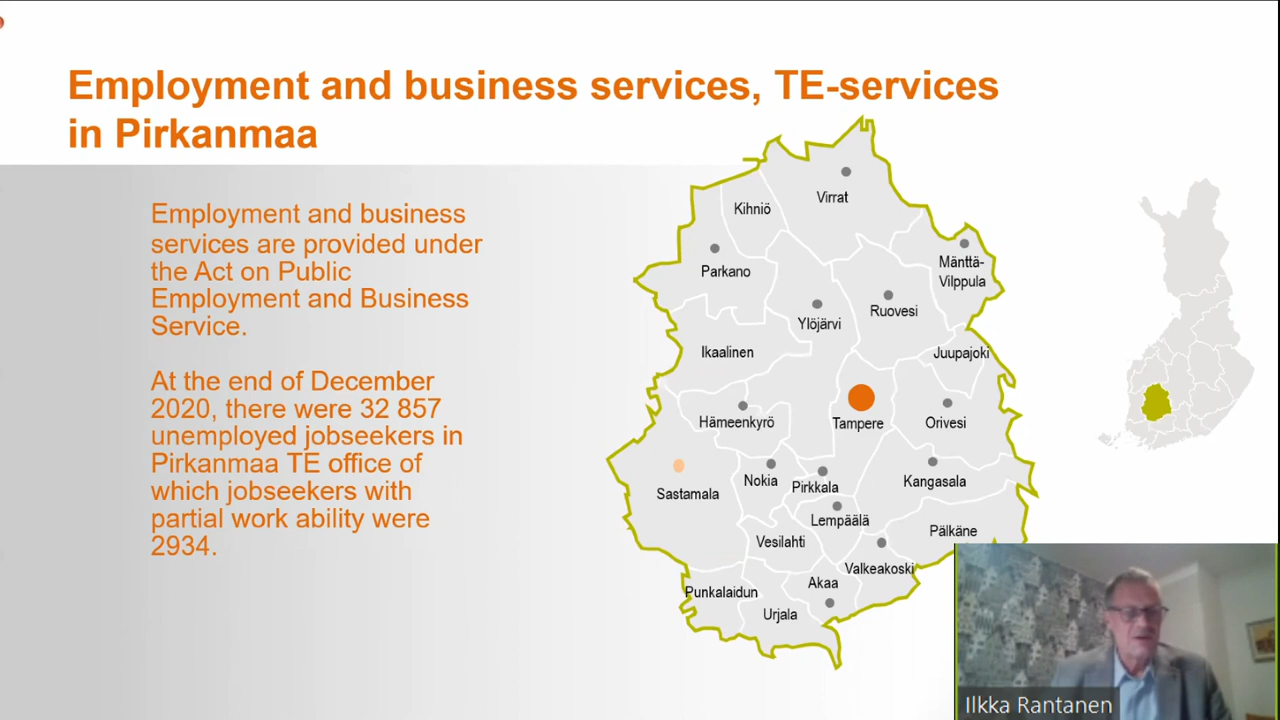 Employment and business services, TE-services
in Pirkanmaa
Employment and business
services are provided under
the Act on Public
Employment and Business
Service.
At the end of December
2020, there were 32 857
unemployed jobseekers in
Pirkanmaa TE office of
which jobseekers with
partial work ability were
2934.
Virrat
Kihniö
Mänttä-
Vilppula
Parkano
Ruovesi
Ylöjärvi
Ikaalinen
Juupajoki
Hämeenkyrö
Tampere
Orivesi
Sastamala
Nokia
Pirkkala
Kangasala
Lempäälä
Vesilahti
Pälkäne
Valkeakoski
Akaa
Punkalaidun
Urjala
Ilkka Rantanen